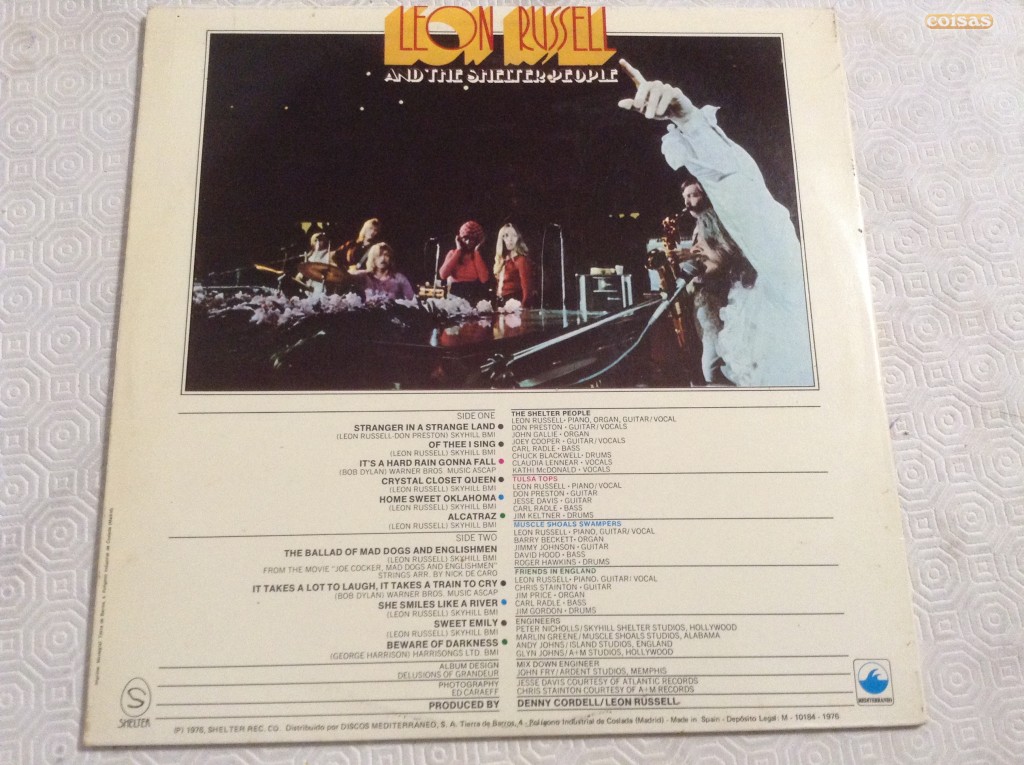 coisas
LEON RUSSELL
AND THE SHELTER PEOPLE
SIDE ONE
STRANGER IN A STRANGE LAND
(LEON RUSSELL-DON PRESTON) SKYHILL BMI
OF THEE I SING
(LEON RUSSELL) SKYHILL BMI
IT'S A HARD RAIN GONNA FALL
(BOB DYLAN) WARNER BROS. MUSIC ASCAP
CRYSTAL CLOSET QUEEN
(LEON RUSSELL) SKYHILL BMI
HOME SWEET OKLAHOMA
(LEON RUSSELL) SKYHILL BMI
ALCATRAZ
(LEON RUSSELL) SKYHILL BMI
SIDE TWO
THE BALLAD OF MAD DOGS AND ENGLISHMEN
(LEON RUSSELL) SKYHILL BMI
FROM THE MOVIE "JOE COCKER, MAD DOGS AND ENGLISHMEN"
STRINGS ARR. BY NICK DE CARO
IT TAKES A LOT TO LAUGH, IT TAKES A TRAIN TO CRY
(BOB DYLAN) WARNER BROS. MUSIC ASCAP
SHE SMILES LIKE A RIVER
(LEON RUSSELL) SKYHILL BMI
SWEET EMILY
(LEON RUSSELL) SKYHILL BMI
BEWARE OF DARKNESS
(GEORGE HARRISON) HARRISONGS LTD. BMI
ALBUM DESIGN
DELUSIONS OF GRANDEUR
PHOTOGRAPHY
ED CARAEFF
PRODUCED BY
THE SHELTER PEOPLE
LEON RUSSELL • PIANO, ORGAN, GUITAR/VOCAL
DON PRESTON • GUITAR/VOCALS
JOHN GALLIE • ORGAN
JOEY COOPER • GUITAR/VOCALS
CARL RADLE • BASS
CHUCK BLACKWELL • DRUMS
CLAUDIA LENNEAR • VOCALS
KATHI McDONALD • VOCALS
TULSA TOPS
LEON RUSSELL • PIANO/VOCAL
DON PRESTON • GUITAR
JESSE DAVIS • GUITAR
CARL RADLE • BASS
JIM KELTNER • DRUMS
MUSCLE SHOALS SWAMPERS
LEON RUSSELL • PIANO, GUITAR/VOCAL
BARRY BECKETT • ORGAN
JIMMY JOHNSON • GUITAR
DAVID HOOD • BASS
ROGER HAWKINS • DRUMS
FRIENDS IN ENGLAND
LEON RUSSELL • PIANO, GUITAR/VOCAL
CHRIS STAINTON • GUITAR
JIM PRICE • ORGAN
CARL RADLE • BASS
JIM GORDON • DRUMS
ENGINEERS
PETER NICHOLLS/SKYHILL SHELTER STUDIOS, HOLLYWOOD
MARLIN GREENE/MUSCLE SHOALS STUDIOS, ALABAMA
ANDY JOHNS/ISLAND STUDIOS, ENGLAND
GLYN JOHNS/A+M STUDIOS, HOLLYWOOD
MIX DOWN ENGINEER
JOHN FRY/ARDENT STUDIOS, MEMPHIS
JESSE DAVIS COURTESY OF ATLANTIC RECORDS
CHRIS STAINTON COURTESY OF A+M RECORDS
DENNY CORDELL/LEON RUSSELL
S
SHELTER
MEDITERRANEO
(P) 1976, SHELTER REC. CO. Distribuido por DISCOS MEDITERRANEO, S. A. Tierra de Barros, 4 - Polígono Industrial de Coslada (Madrid) - Made in Spain - Depósito Legal: M - 10184 - 1976